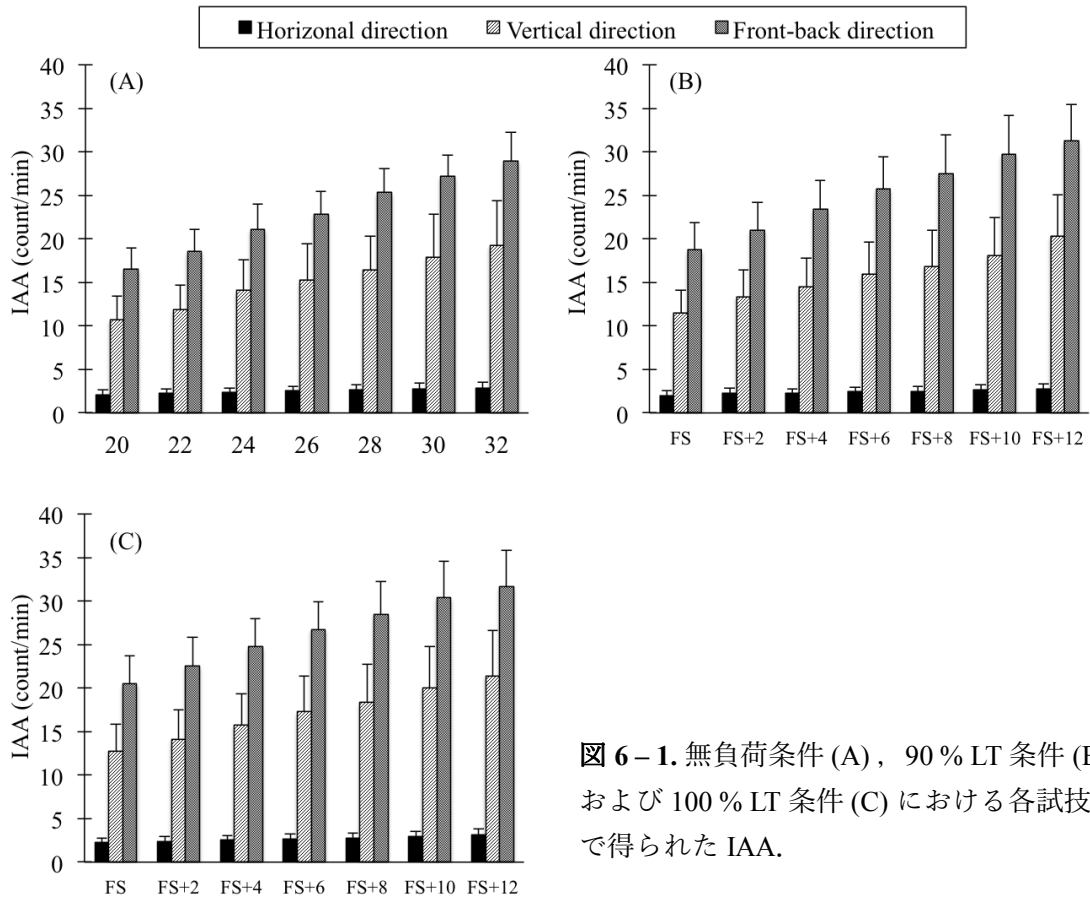 Horizonal direction Vertical direction Front-back direction
(A)
IAA (count/min)
40
35
30
25
20
15
10
5
0
20 22 24 26 28 30 32
(B)
IAA (count/min)
40
35
30
25
20
15
10
5
0
FS FS+2 FS+4 FS+6 FS+8 FS+10 FS+12
(C)
IAA (count/min)
40
35
30
25
20
15
10
5
0
FS FS+2 FS+4 FS+6 FS+8 FS+10 FS+12
図 6 – 1. 無負荷条件 (A) , 90 % LT 条件 (B
および 100 % LT 条件 (C) における各試技
で得られた IAA.